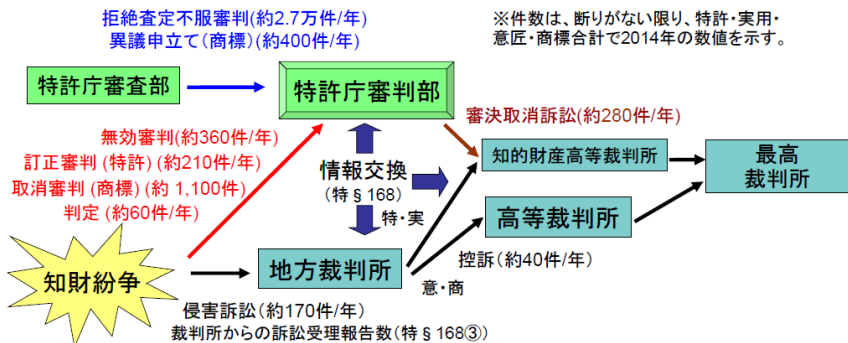 拒絶査定不服審判(約2.7万件/年)
異議申立て(商標)(約400件/年)
※件数は、断りがない限り、特許・実用・
意匠・商標合計で2014年の数値を示す。
特許庁審査部
特許庁審判部
審決取消訴訟(約280件/年)
無効審判(約360件/年)
訂正審判(特許)(約210件/年)
取消審判(商標)(約1,100件)
判定(約60件/年)
情報交換
(特§168)
特・実
知的財産高等裁判所
最高
裁判所
高等裁判所
控訴(約40件/年)
意・商
知財紛争
地方裁判所
侵害訴訟(約170件/年)
裁判所からの訴訟受理報告数(特§168③)